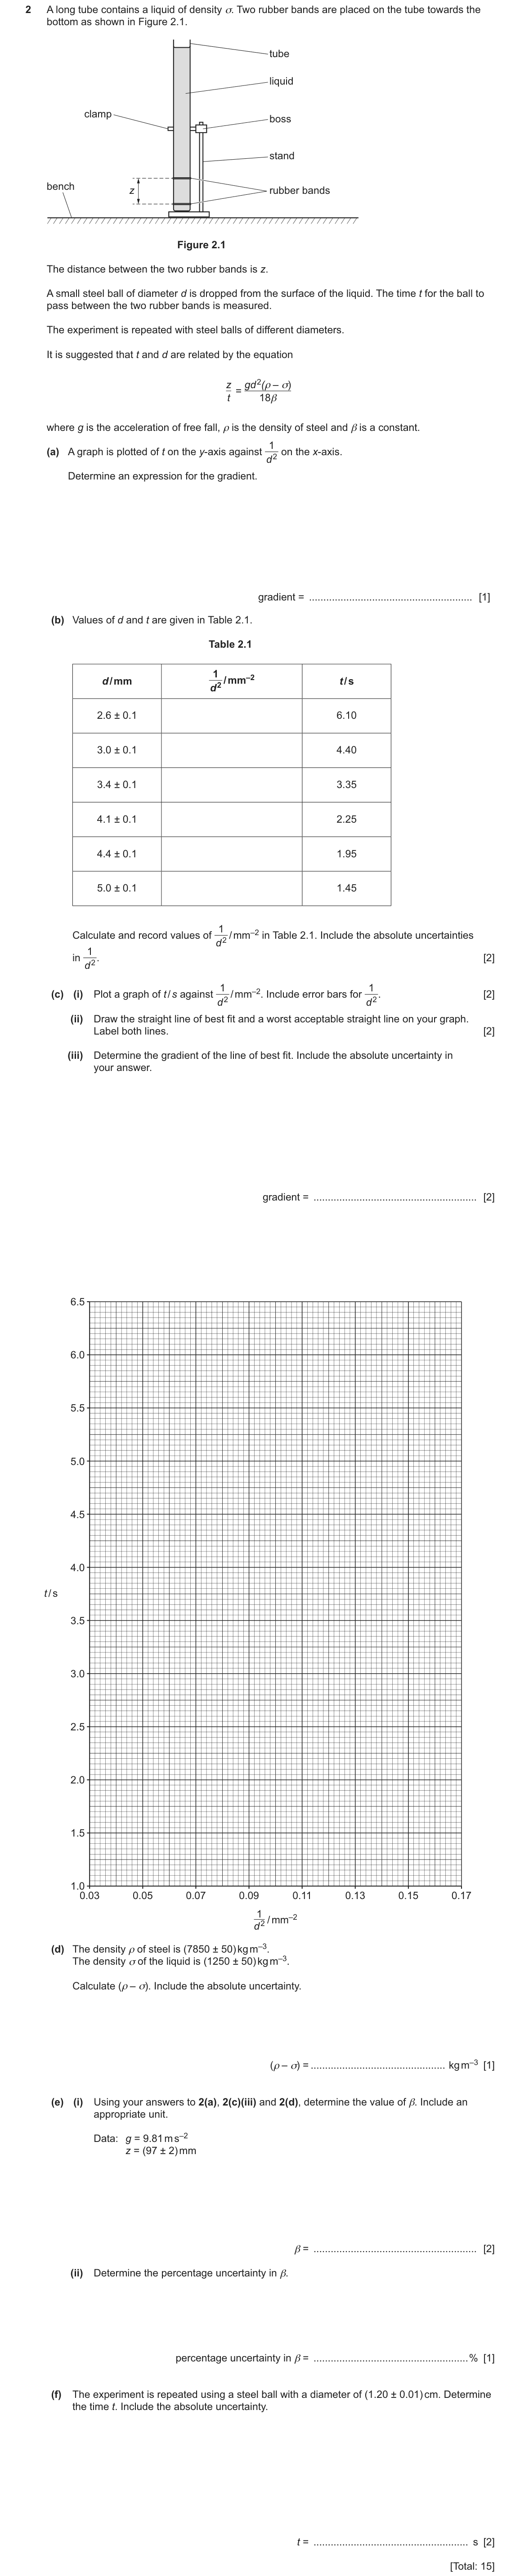 2 A long tube contains a liquid of density σ. Two rubber bands are placed on the tube towards the
bottom as shown in Figure 2.1.
tube
liquid
clamp
boss
stand
bench
z
rubber bands
Figure 2.1
The distance between the two rubber bands is z.
A small steel ball of diameter d is dropped from the surface of the liquid. The time t for the ball to
pass between the two rubber bands is measured.
The experiment is repeated with steel balls of different diameters.
It is suggested that t and d are related by the equation
z/t = gd²(ρ – σ)/18β
where g is the acceleration of free fall, ρ is the density of steel and β is a constant.
(a) A graph is plotted of t on the y-axis against 1/d² on the x-axis.
Determine an expression for the gradient.
gradient = ......................................................... [1]
(b) Values of d and t are given in Table 2.1.
Table 2.1
d/mm 1/d² /mm⁻² t/s
2.6 ± 0.1 6.10
3.0 ± 0.1 4.40
3.4 ± 0.1 3.35
4.1 ± 0.1 2.25
4.4 ± 0.1 1.95
5.0 ± 0.1 1.45
Calculate and record values of 1/d² /mm⁻² in Table 2.1. Include the absolute uncertainties
in 1/d². [2]
(c) (i) Plot a graph of t/s against 1/d² /mm⁻². Include error bars for 1/d². [2]
(ii) Draw the straight line of best fit and a worst acceptable straight line on your graph.
Label both lines. [2]
(iii) Determine the gradient of the line of best fit. Include the absolute uncertainty in
your answer.
gradient = ......................................................... [2]
6.5
6.0
5.5
5.0
4.5
4.0
t/s
3.5
3.0
2.5
2.0
1.5
1.0
0.03 0.05 0.07 0.09 0.11 0.13 0.15 0.17
1/d² /mm⁻²
(d) The density ρ of steel is (7850 ± 50) kg m⁻³.
The density σ of the liquid is (1250 ± 50) kg m⁻³.
Calculate (ρ – σ). Include the absolute uncertainty.
(ρ – σ) = ............................................... kg m⁻³ [1]
(e) (i) Using your answers to 2(a), 2(c)(iii) and 2(d), determine the value of β. Include an
appropriate unit.
Data: g = 9.81 m s⁻²
z = (97 ± 2) mm
β = ......................................................... [2]
(ii) Determine the percentage uncertainty in β.
percentage uncertainty in β = ...................................................... % [1]
(f) The experiment is repeated using a steel ball with a diameter of (1.20 ± 0.01) cm. Determine
the time t. Include the absolute uncertainty.
t = ...................................................... s [2]
[Total: 15]